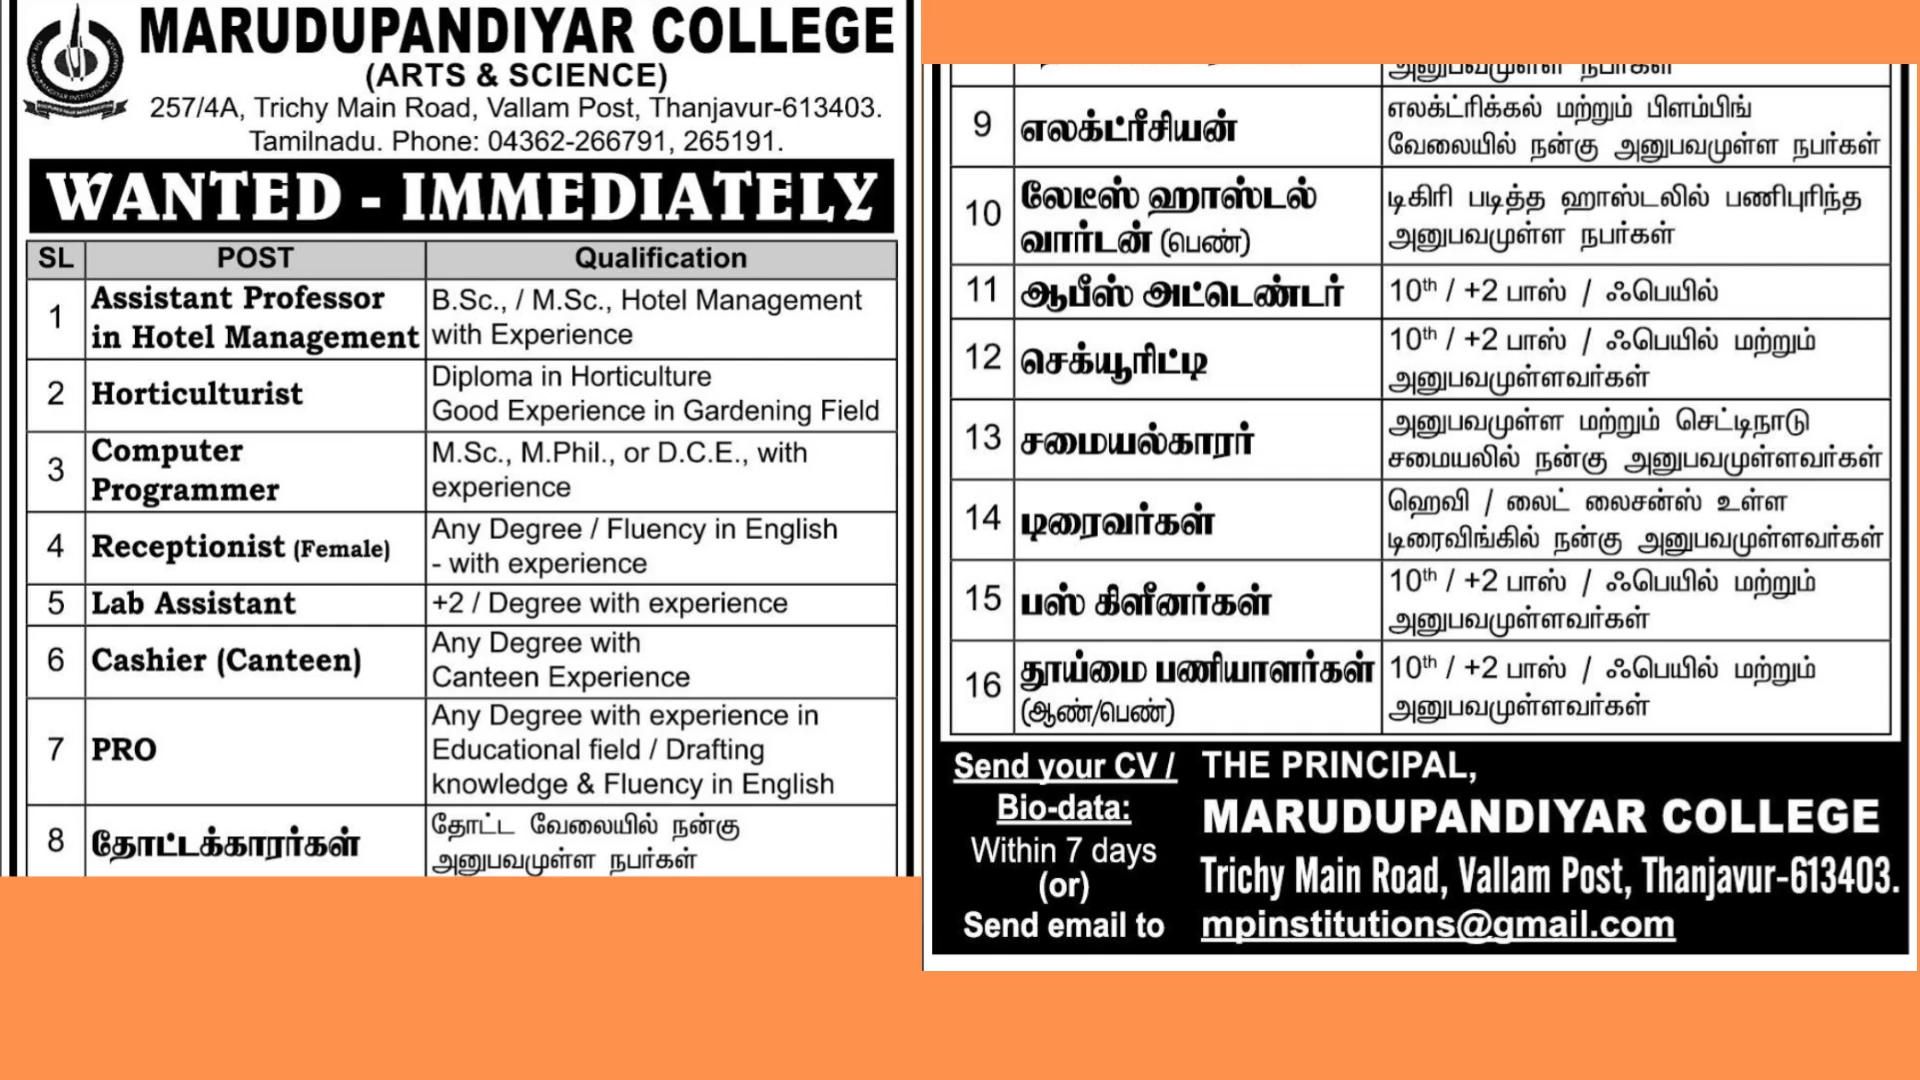 MARUDUPANDIYAR COLLEGE
(ARTS & SCIENCE)
257/4A, Trichy Main Road, Vallam Post, Thanjavur-613403.
Tamilnadu. Phone: 04362-266791, 265191.
WANTED - IMMEDIATELY
SL POST Qualification
1 Assistant Professor in Hotel Management
B.Sc., / M.Sc., Hotel Management
with Experience
2 Horticulturist
Diploma in Horticulture
Good Experience in Gardening Field
3 Computer Programmer
M.Sc., M.Phil., or D.C.E., with
experience
4 Receptionist (Female)
Any Degree / Fluency in English
- with experience
5 Lab Assistant
+2 / Degree with experience
6 Cashier (Canteen)
Any Degree with
Canteen Experience
7 PRO
Any Degree with experience in
Educational field / Drafting
knowledge & Fluency in English
8 தோட்டக்காரர்கள்
தோட்ட வேலையில் நன்கு
அனுபவமுள்ள நபர்கள்
அனுபவமுள்ள நபர்கள்
9 எலக்ட்ரீசியன்
எலக்ட்ரிக்கல் மற்றும் பிளம்பிங்
வேலையில் நன்கு அனுபவமுள்ள நபர்கள்
10 லேடீஸ் ஹாஸ்டல்
வார்டன் (பெண்)
டிகிரி படித்த ஹாஸ்டலில் பணிபுரிந்த
அனுபவமுள்ள நபர்கள்
11 ஆபீஸ் அட்டெண்டர்
10th / +2 பாஸ் / ஃபெயில்
12 செக்யூரிட்டி
10th / +2 பாஸ் / ஃபெயில் மற்றும்
அனுபவமுள்ளவர்கள்
13 சமையல்காரர்
அனுபவமுள்ள மற்றும் செட்டிநாடு
சமையலில் நன்கு அனுபவமுள்ளவர்கள்
14 டிரைவர்கள்
ஹெவி / லைட் லைசன்ஸ் உள்ள
டிரைவிங்கில் நன்கு அனுபவமுள்ளவர்கள்
15 பஸ் கிளீனர்கள்
10th / +2 பாஸ் / ஃபெயில் மற்றும்
அனுபவமுள்ளவர்கள்
16 தூய்மை பணியாளர்கள்
(ஆண்/பெண்)
10th / +2 பாஸ் / ஃபெயில் மற்றும்
அனுபவமுள்ளவர்கள்
Send your CV /
Bio-data:
Within 7 days
(or)
Send email to
THE PRINCIPAL,
MARUDUPANDIYAR COLLEGE
Trichy Main Road, Vallam Post, Thanjavur-613403.
mpinstitutions@gmail.com